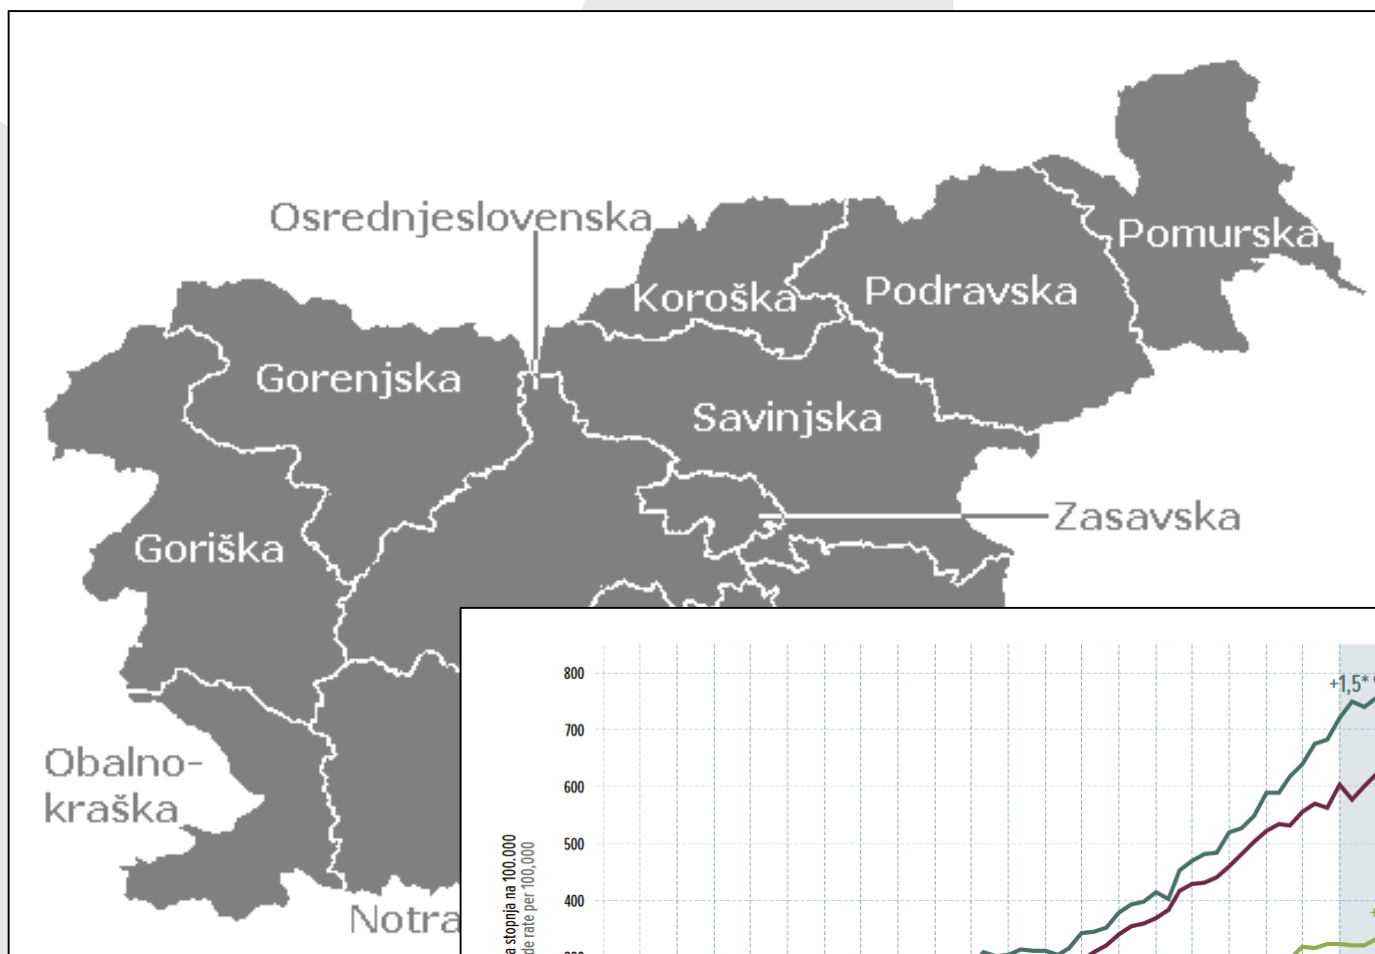 Osrednjeslovenska
Pomurska
Koroška
Podravska
Gorenjska
Savinjska
Zasavska
Goriška
Obalno-
kraška
Notra
800
700
600
500
400
+1,5*
a stopnja na 100.000
de rate per 100,000